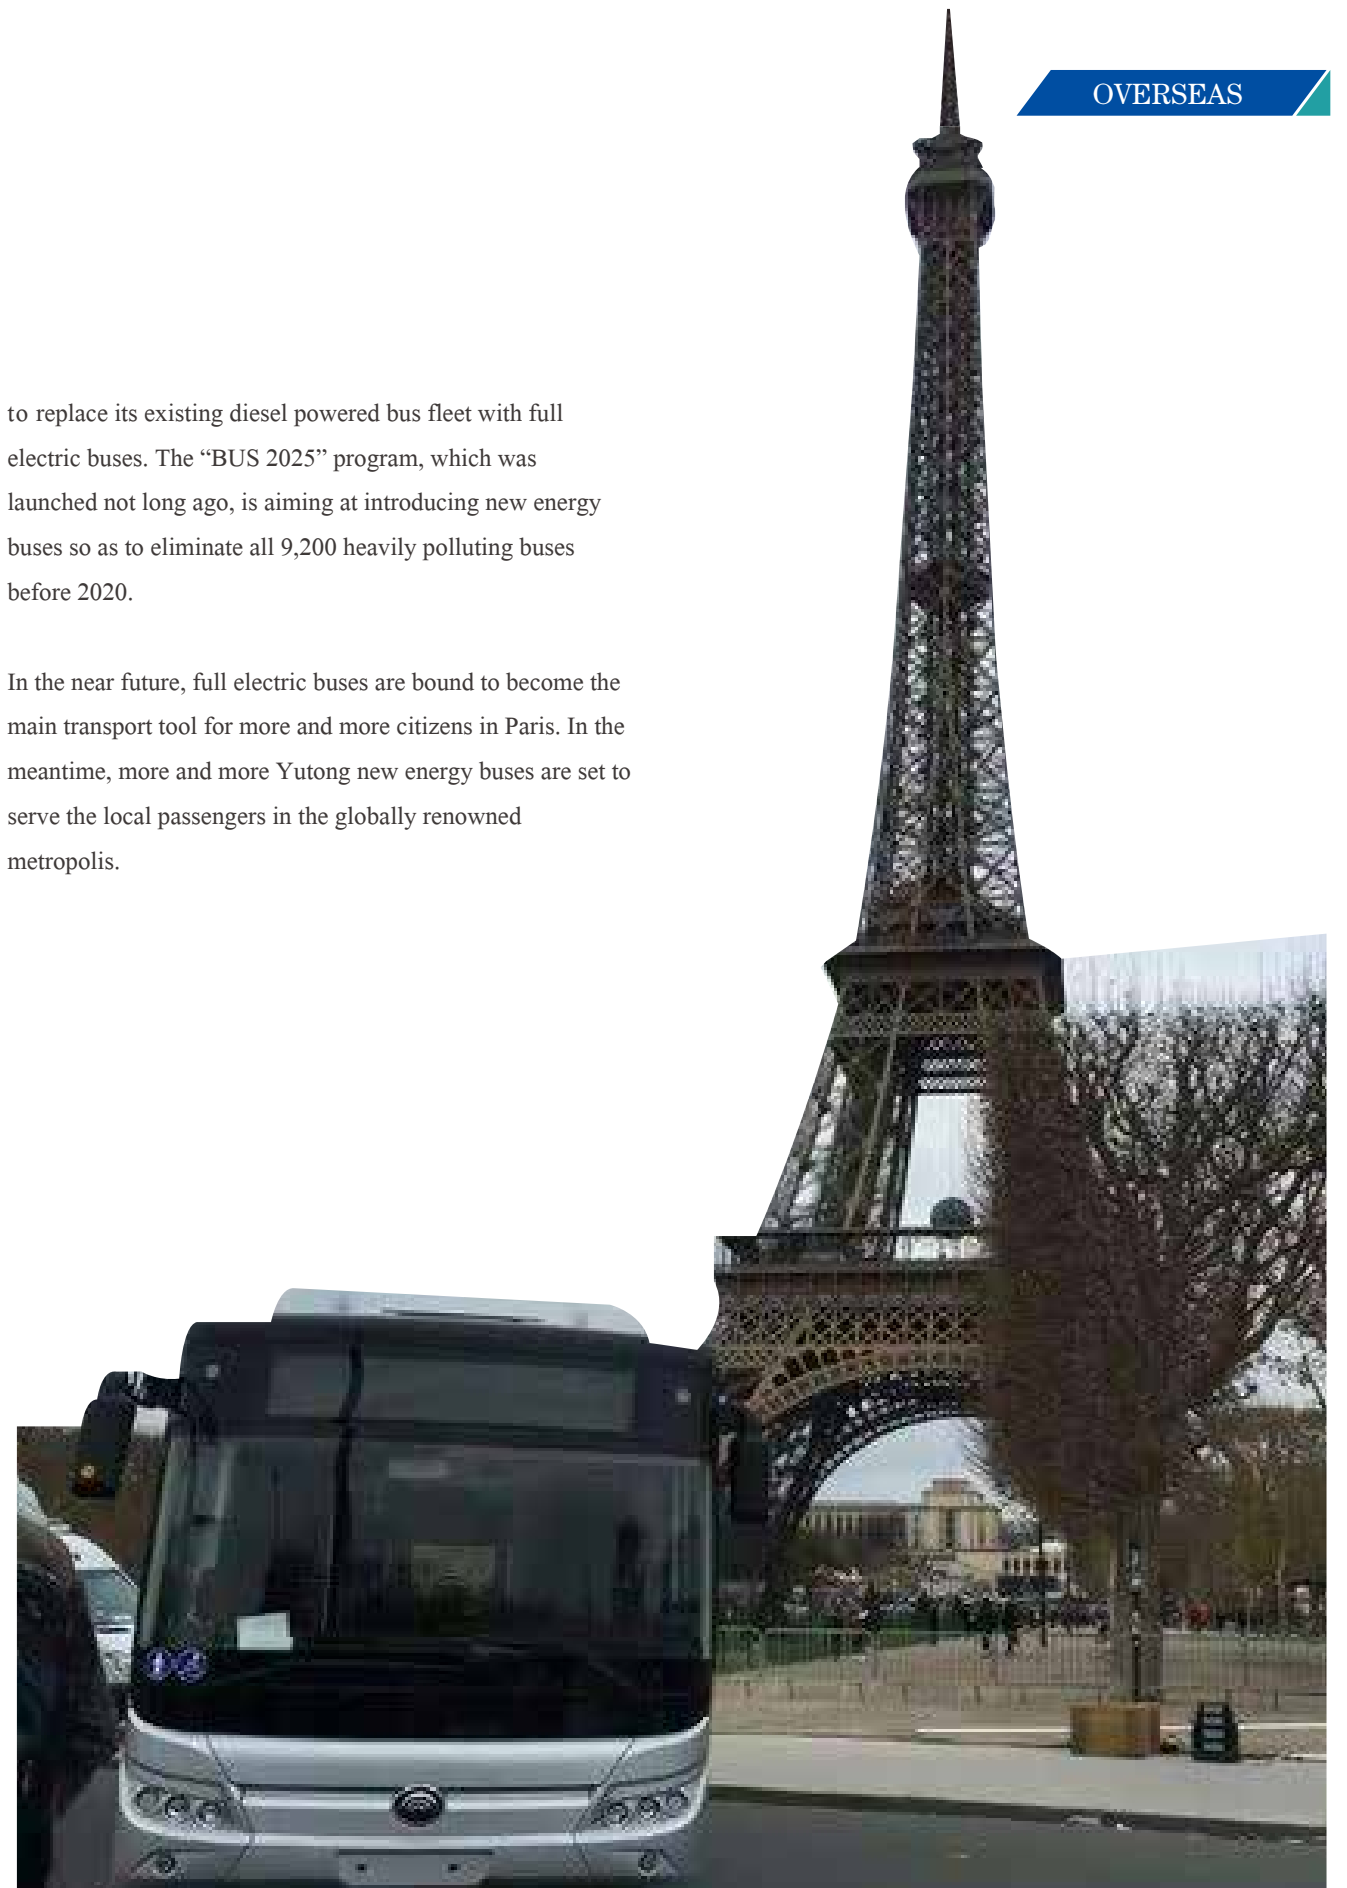 OVERSEAS
to replace its existing diesel powered bus fleet with full
electric buses. The “BUS 2025” program, which was
launched not long ago, is aiming at introducing new energy
buses so as to eliminate all 9,200 heavily polluting buses
before 2020.
In the near future, full electric buses are bound to become the
main transport tool for more and more citizens in Paris. In the
meantime, more and more Yutong new energy buses are set to
serve the local passengers in the globally renowned
metropolis.